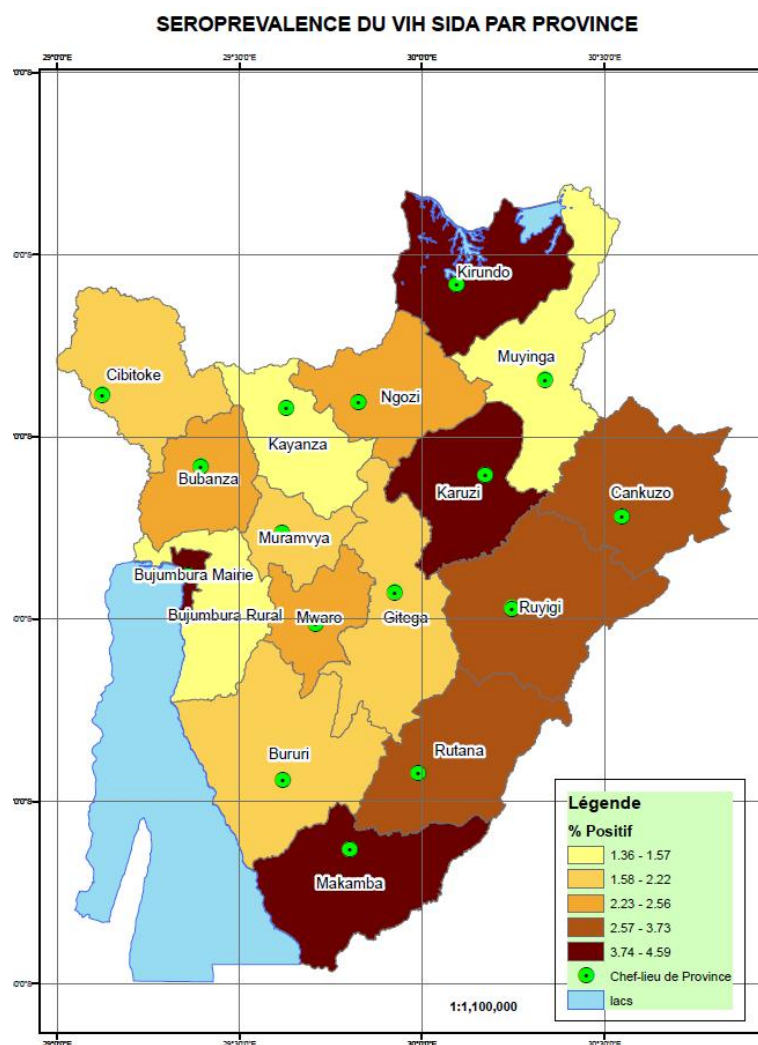 SEROPREVALENCE DU VIH SIDA PAR PROVINCE
29°0'0"E
29°30'0"E
30°0'0"E
30°30'0"E
Kirundo
Muyinga
Cibitoke
Ngozi
Kayanza
Bubanza
Karuzi
Cankuzo
Muramvya
Bujumbura Mairie
Bujumbura Rural
Mwaro
Gitega
Ruyigi
Bururi
Rutana
Makamba
Légende
% Positif
1.36 - 1.57
1.58 - 2.22
2.23 - 2.56
2.57 - 3.73
3.74 - 4.59
Chef-lieu de Province
lacs
1:1,100,000